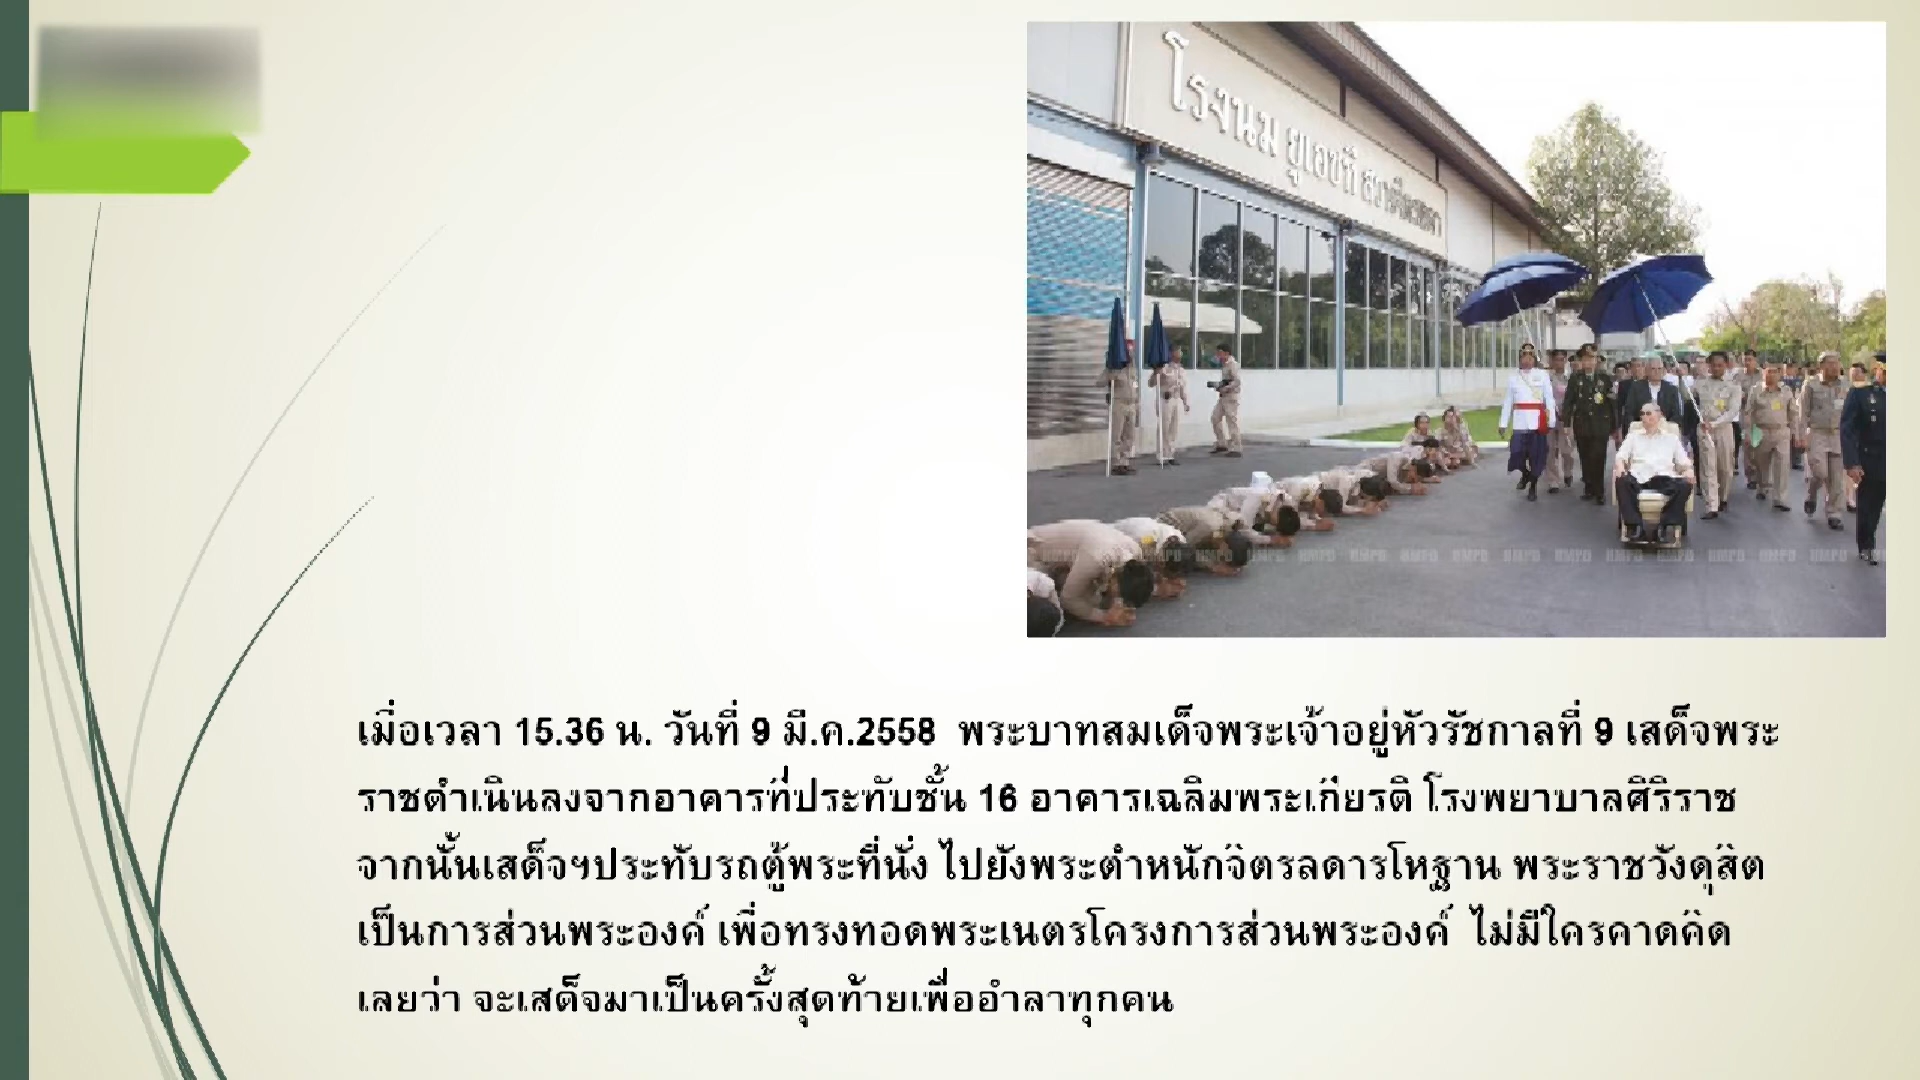 โรงนม ยูเอชที สวนจิตรลดา
เมื่อเวลา 15.36 น. วันที่ 9 มี.ค.2558 พระบาทสมเด็จพระเจ้าอยู่หัวรัชกาลที่ 9 เสด็จพระ
ราชดำเนินลงจากอาคารที่ประทับชั้น 16 อาคารเฉลิมพระเกียรติ โรงพยาบาลศิริราช
จากนั้นเสด็จฯประทับรถตู้พระที่นั่ง ไปยังพระตำหนักจิตรลดารโหฐาน พระราชวังดุสิต
เป็นการส่วนพระองค์ เพื่อทรงทอดพระเนตรโครงการส่วนพระองค์ ไม่มีใครคาดคิด
เลยว่า จะเสด็จมาเป็นครั้งสุดท้ายเพื่ออำลาทุกคน